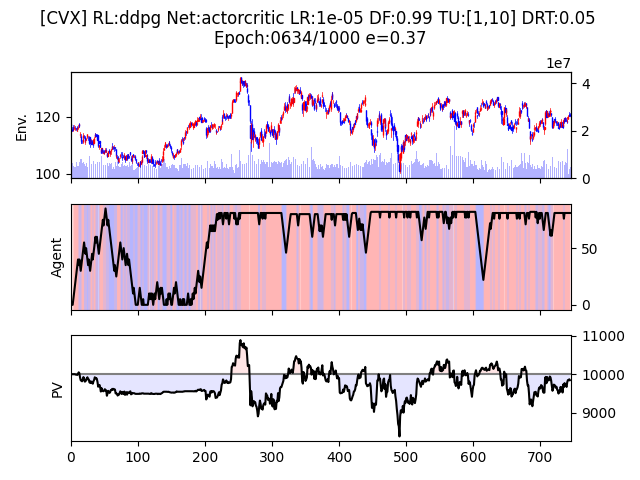 [CVX] RL:ddpg Net:actorcritic LR:1e-05 DF:0.99 TU:[1,10] DRT:0.05
Epoch:0634/1000 e=0.37
1e7
Env.
120
100
4
2
0
Agent
50
0
PV
11000
10000
9000
0 100 200 300 400 500 600 700